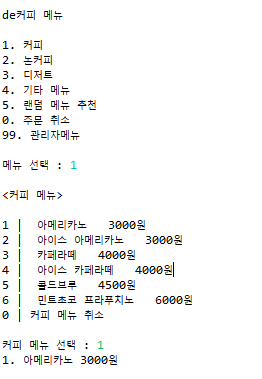 de커피 메뉴
1. 커피
2. 논커피
3. 디저트
4. 기타 메뉴
5. 랜덤 메뉴 추천
0. 주문 취소
99. 관리자메뉴
메뉴 선택 : 1
<커피 메뉴>
1 | 아메리카노 3000원
2 | 아이스 아메리카노 3000원
3 | 카페라떼 4000원
4 | 아이스 카페라떼 4000원
5 | 콜드브루 4500원
6 | 민트초코 프라푸치노 6000원
0 | 커피 메뉴 취소
커피 메뉴 선택 : 1
1. 아메리카노 3000원